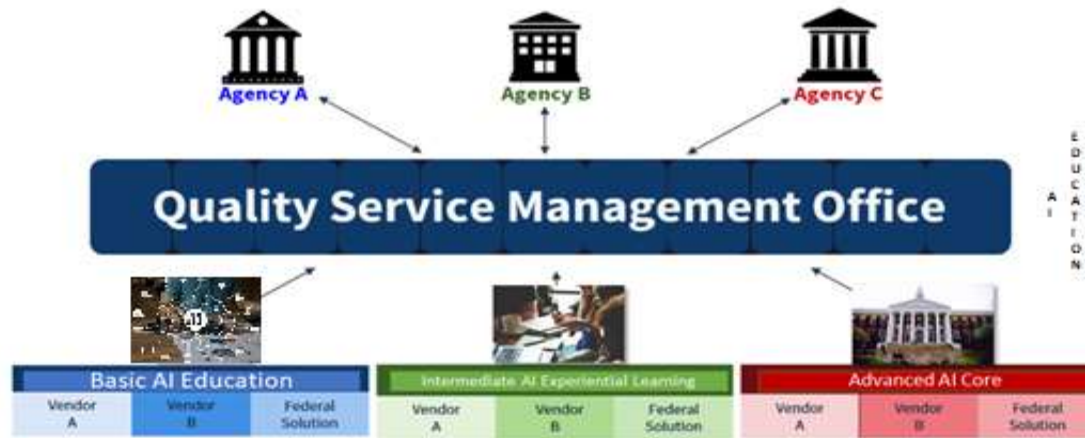 Agency A
Agency B
Agency C
Quality Service Management Office
AI
EDUCATION
Basic AI Education
Intermediate AI Experiential Learning
Advanced AI Core
Vendor
A
Vendor
B
Federal
Solution
Vendor
A
Vendor
B
Federal
Solution
Vendor
A
Vendor
B
Federal
Solution